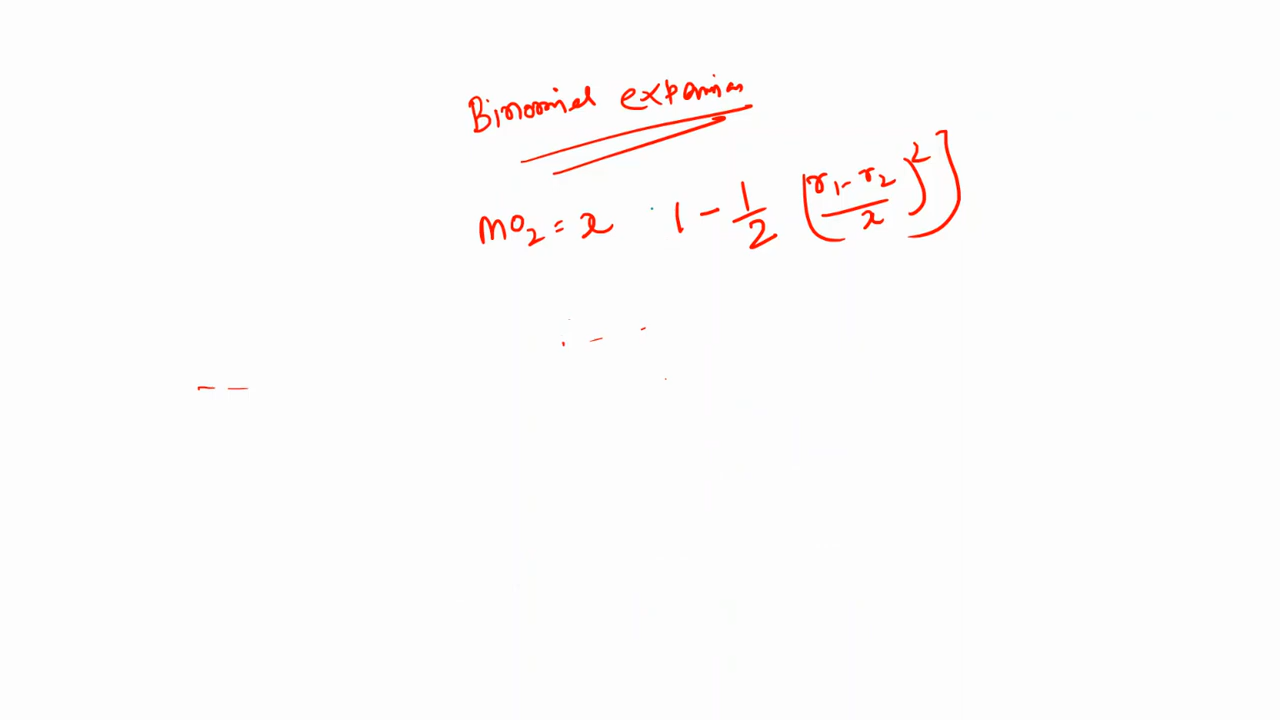 Binomial expansion
MO₂ = x 1 - 1/2 (r₁ - r₂ / x)²]